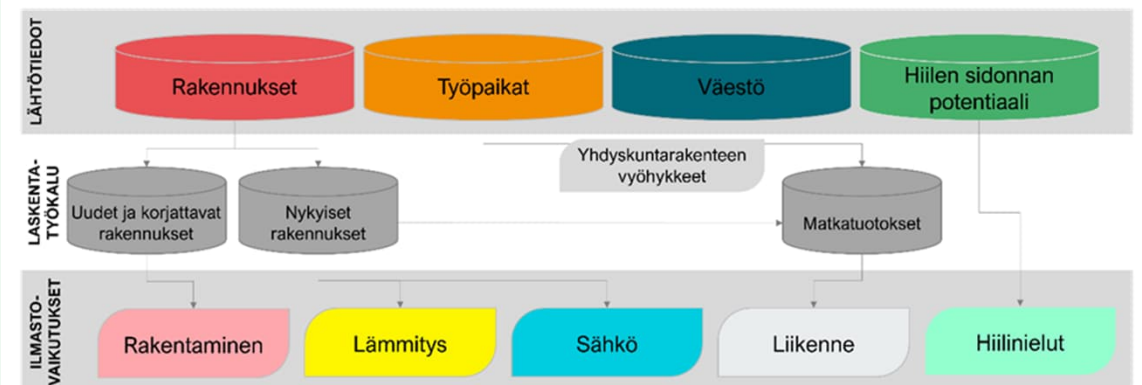 LÄHTÖTIEDOT
Rakennukset
Työpaikat
Väestö
Hiilen sidonnan
potentiaali
LASKENTA-
TYÖKALU
Uudet ja korjattavat
rakennukset
Nykyiset
rakennukset
Yhdyskuntarakenteen
vyöhykkeet
Matkatuotokset
ILMASTO-
VAIKUTUKSET
Rakentaminen
Lämmitys
Sähkö
Liikenne
Hiilinielut